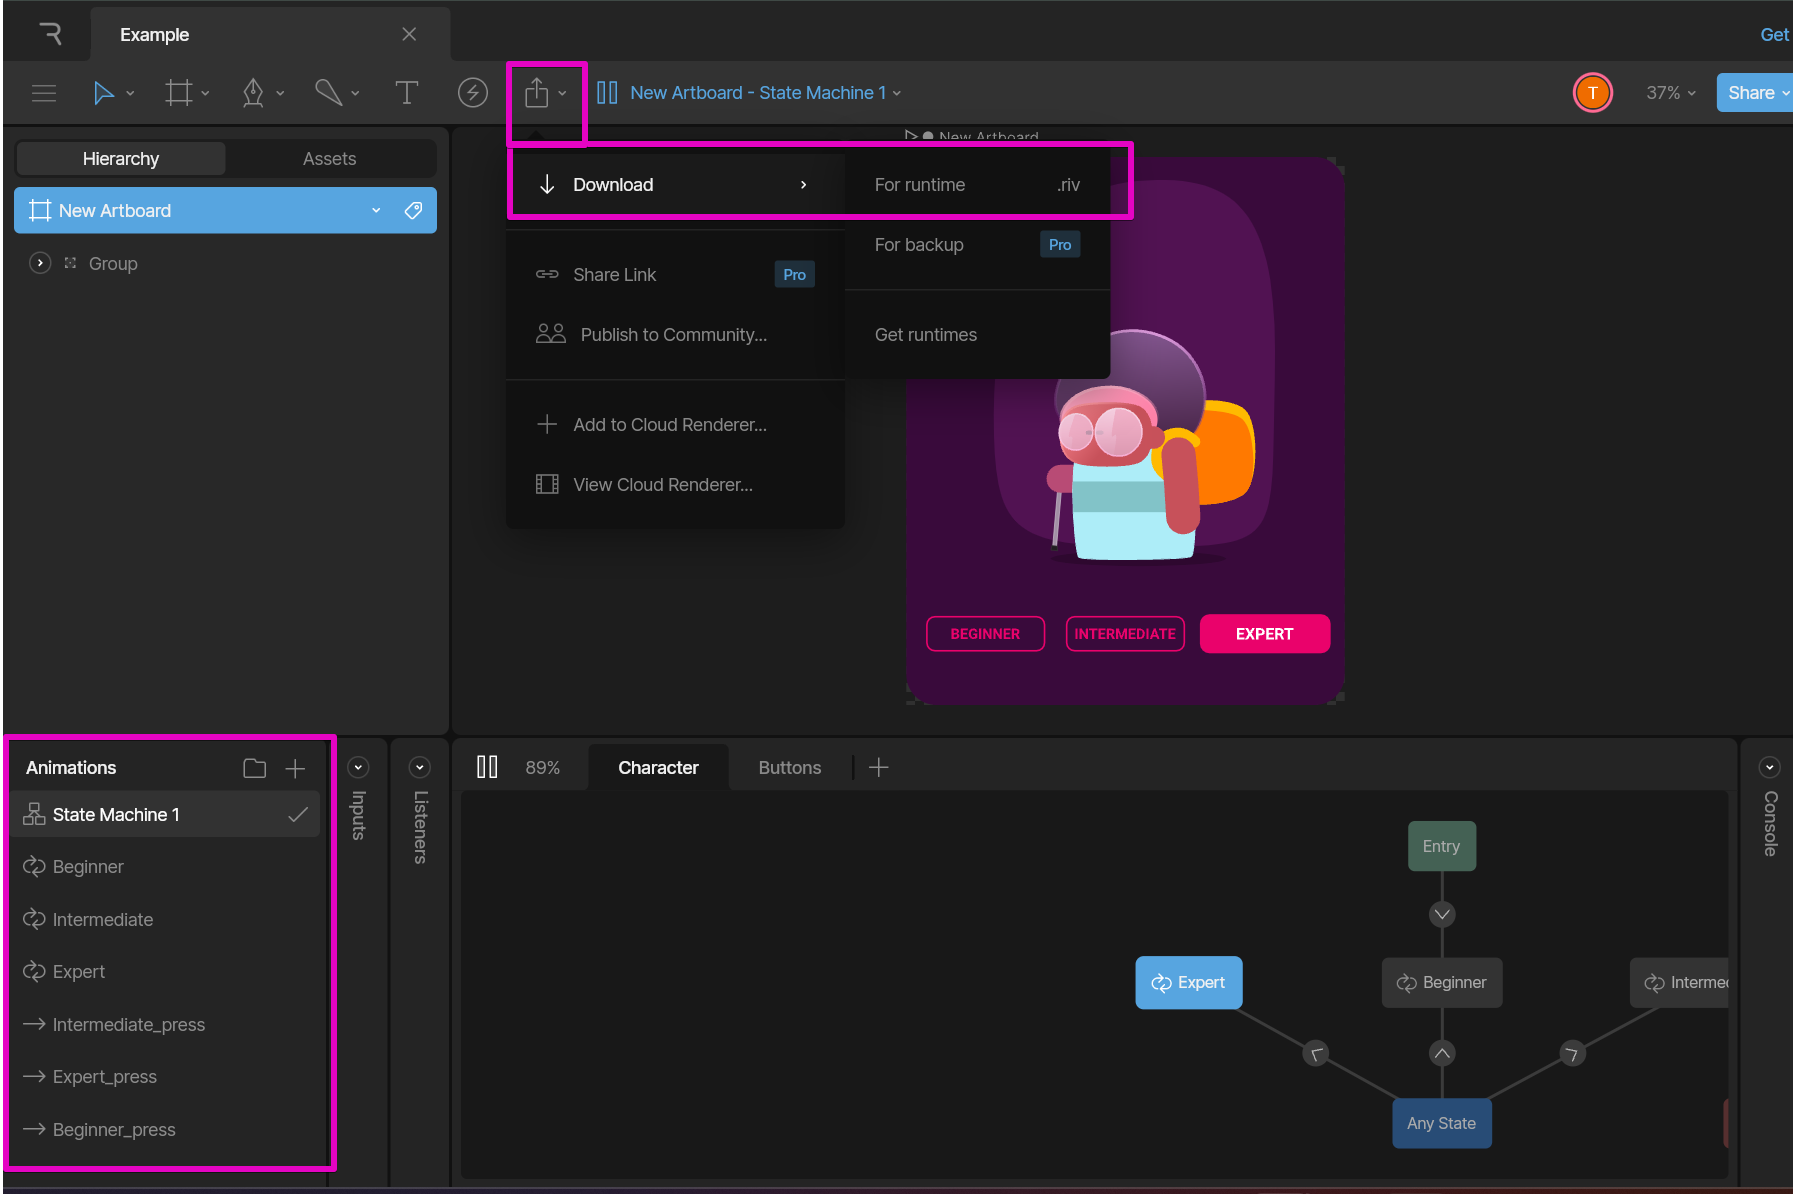 Example
Get
T
New Artboard - State Machine 1
T
37%
Share
Hierarchy
Assets
New Artboard
New Artboard
Group
Download
For runtime
.riv
For backup
Pro
Share Link
Pro
Publish to Community...
Get runtimes
Add to Cloud Renderer...
View Cloud Renderer...
BEGINNER
INTERMEDIATE
EXPERT
Animations
State Machine 1
Beginner
Intermediate
Expert
Intermediate_press
Expert_press
Beginner_press
Inputs
Listeners
89%
Character
Buttons
Console
Entry
Expert
Beginner
Intermed
Any State